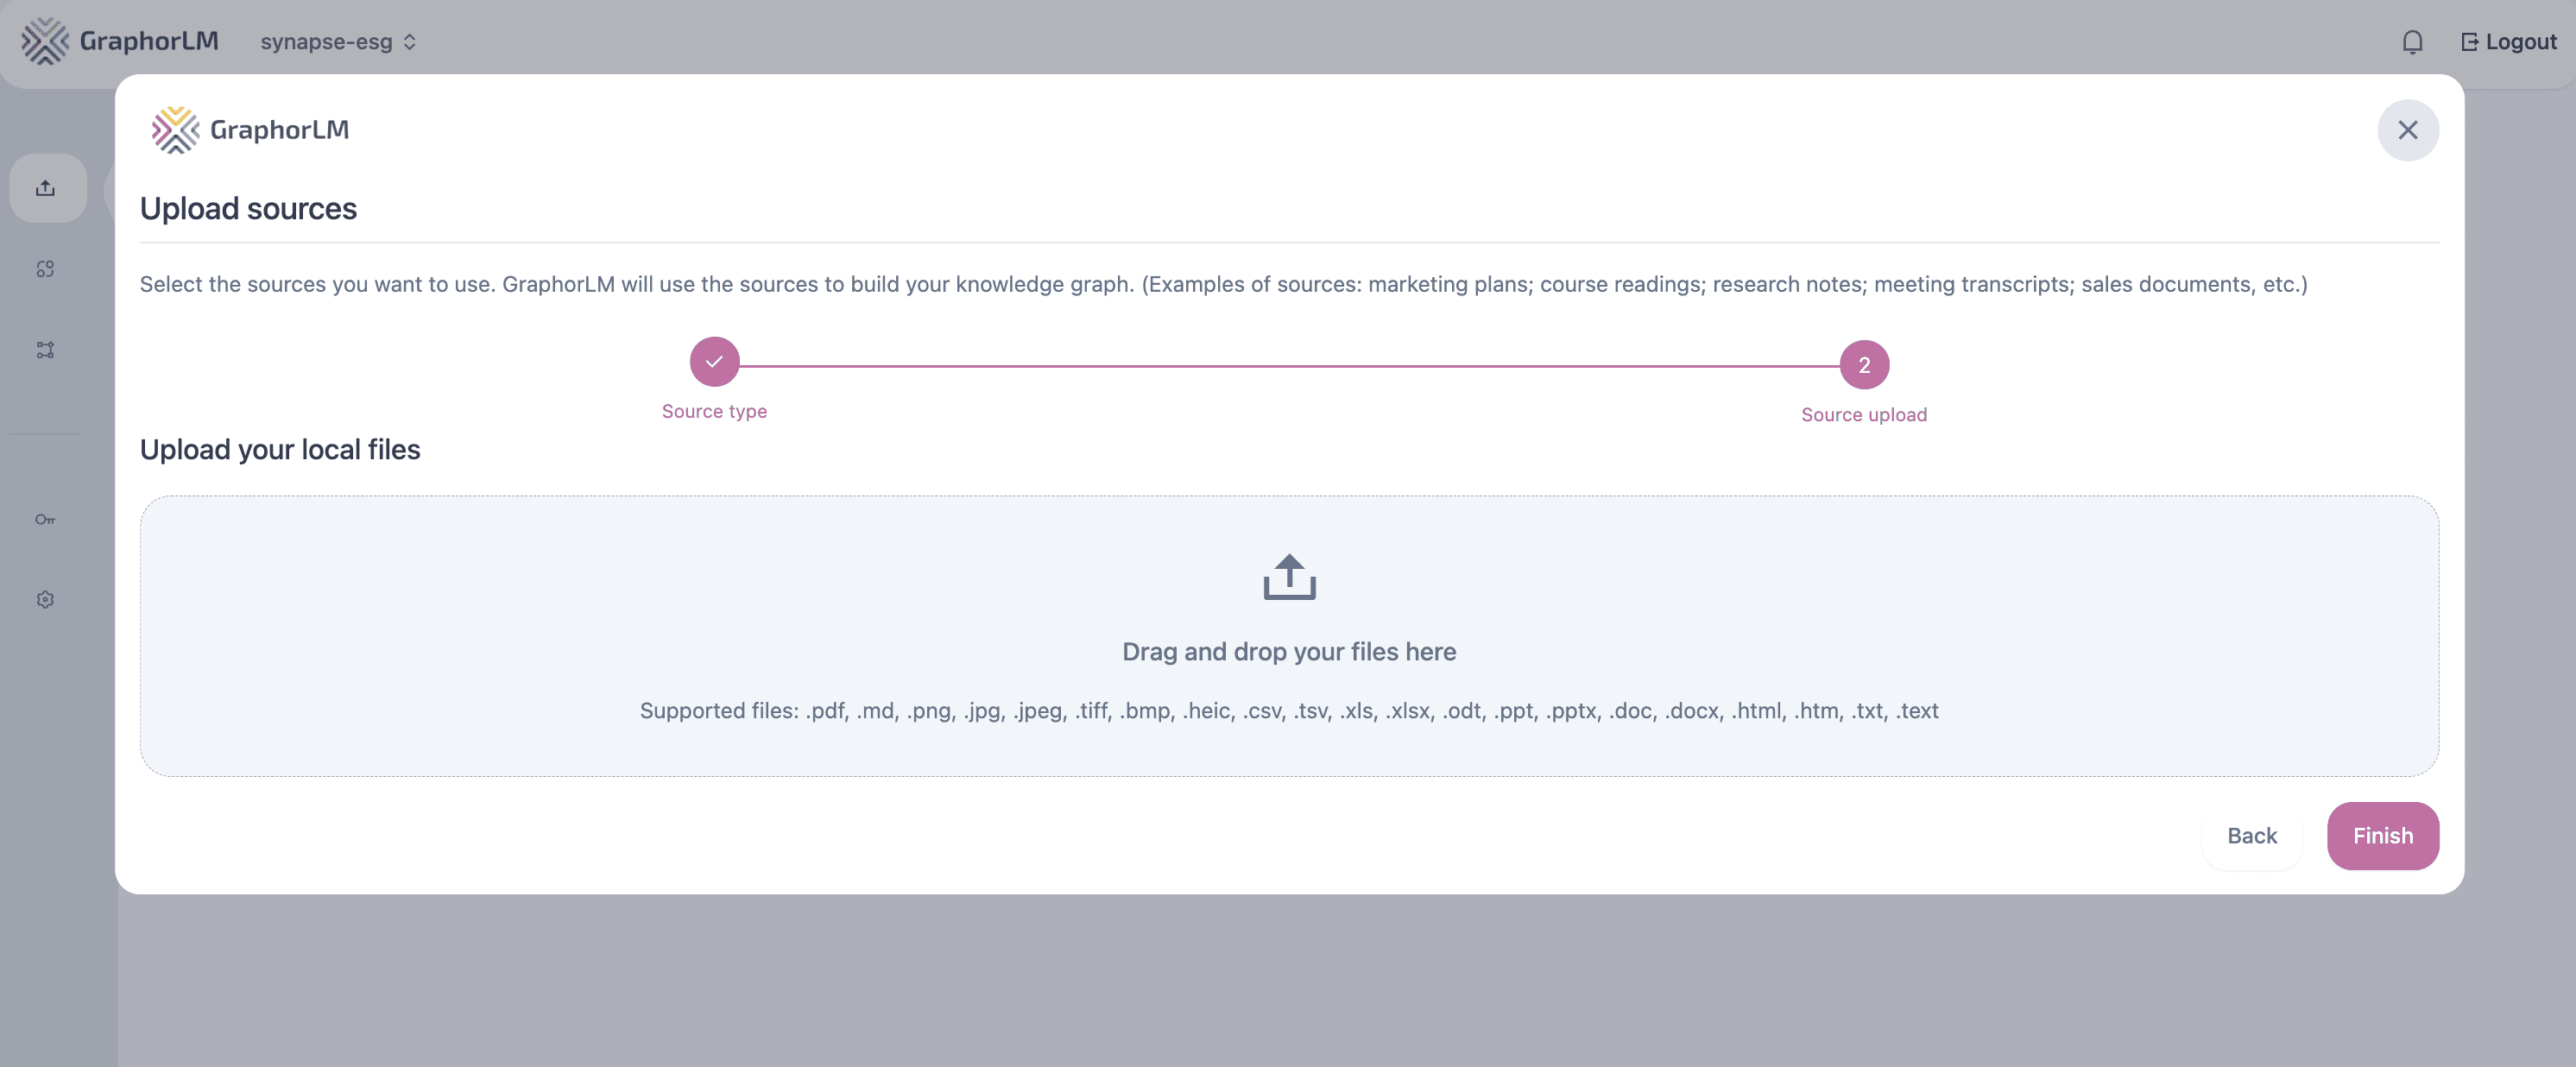 GraphorLM
synapse-esg
Logout
GraphorLM
Upload sources
Select the sources you want to use. GraphorLM will use the sources to build your knowledge graph. (Examples of sources: marketing plans; course readings; research notes; meeting transcripts; sales documents, etc.)
2
Source type
Source upload
Upload your local files
Drag and drop your files here
Supported files: .pdf, .md, .png, .jpg, .jpeg, .tiff, .bmp, .heic, .csv, .tsv, .xls, .xlsx, .odt, .ppt, .pptx, .doc, .docx, .html, .htm, .txt, .text
Back
Finish